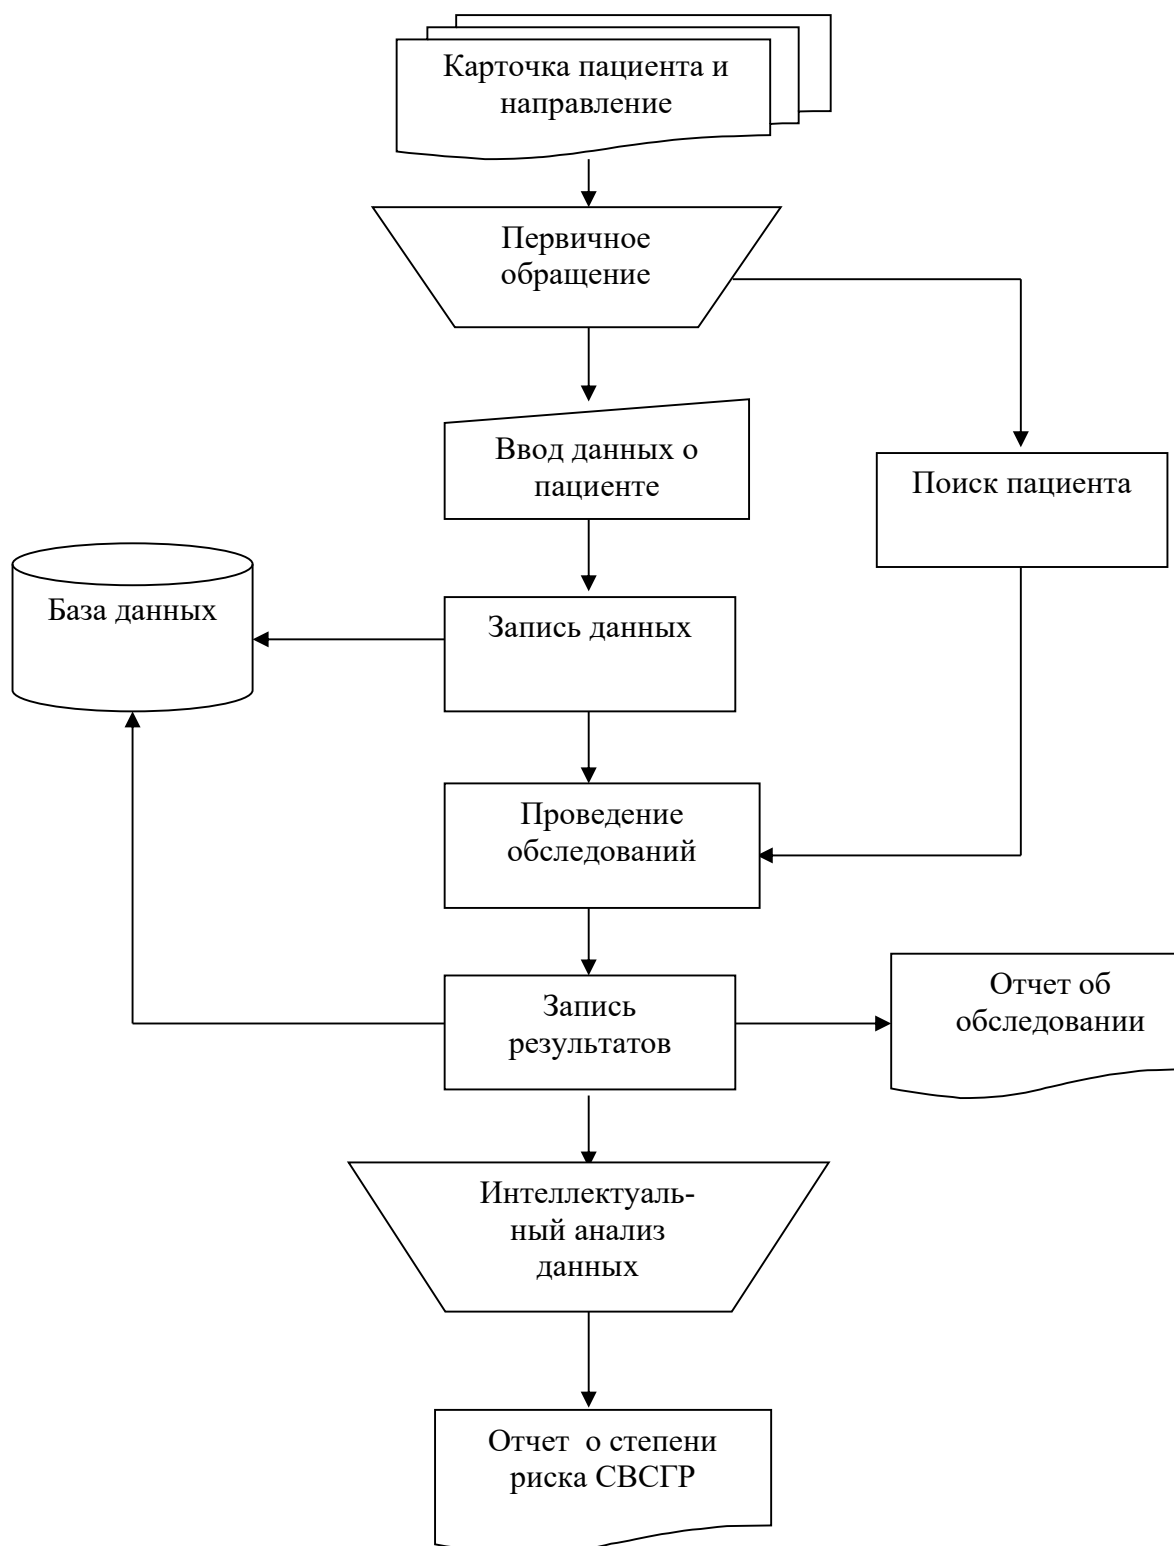 Карточка пациента и
направление
Первичное
обращение
Ввод данных о
пациенте
Поиск пациента
База данных
Запись данных
Проведение
обследований
Запись
результатов
Отчет об
обследовании
Интеллектуаль-
ный анализ
данных
Отчет о степени
риска СВСГР